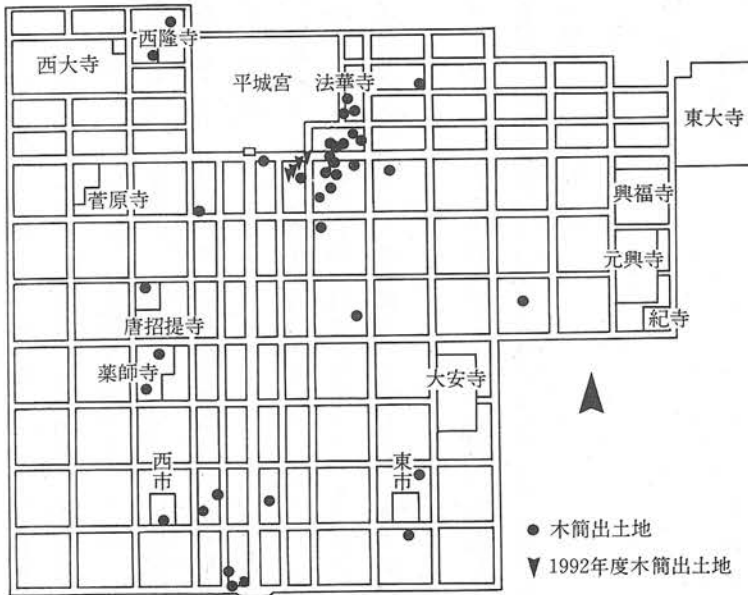 西隆寺
西大寺
平城宮
法華寺
東大寺
菅原寺
興福寺
元興寺
唐招提寺
紀寺
薬師寺
大安寺
西市
東市
木簡出土地
1992年度木簡出土地